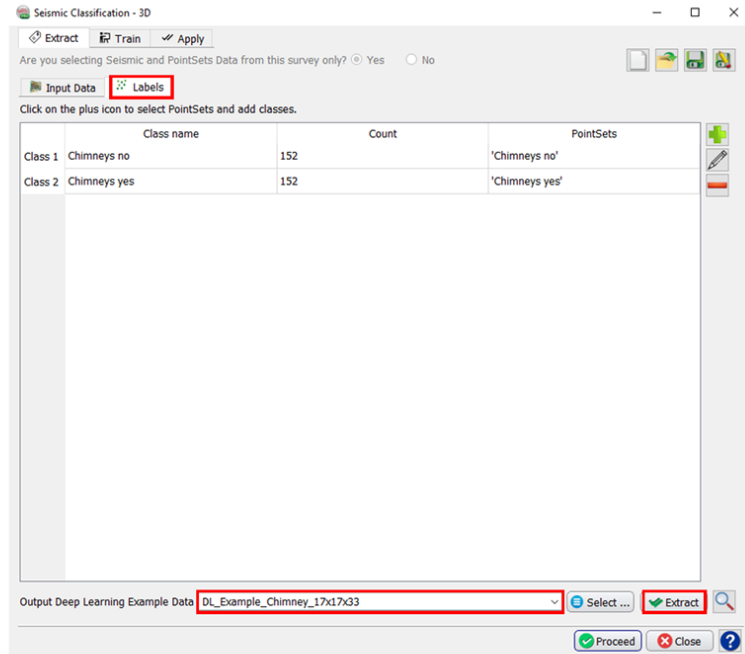 Seismic Classification - 3D
Extract Train Apply
Are you selecting Seismic and PointSets Data from this survey only? Yes No
Input Data Labels
Click on the plus icon to select PointSets and add classes.
Class name Count PointSets
Class 1 Chimneys no 152 'Chimneys no'
Class 2 Chimneys yes 152 'Chimneys yes'
Output Deep Learning Example Data DL_Example_Chimney_17x17x33 Select ... Extract
Proceed Close ?